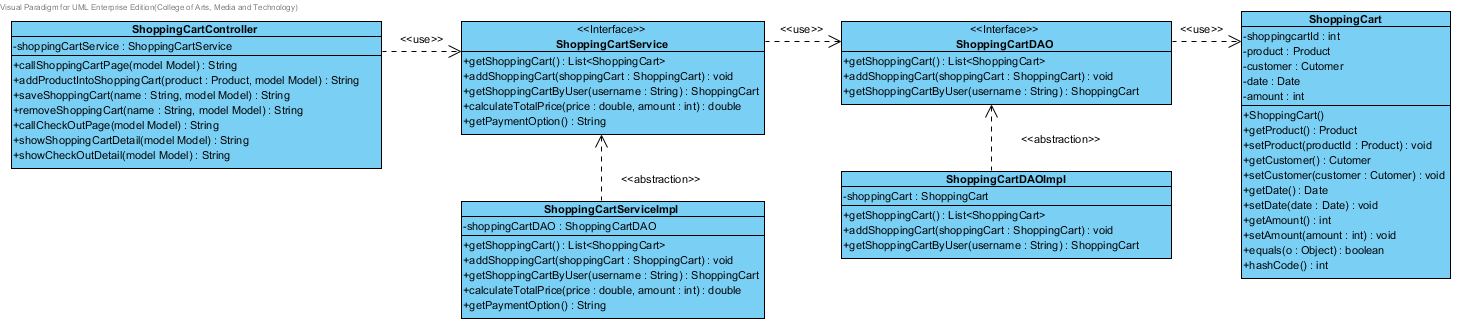 Visual Paradigm for UML Enterprise Edition(College of Arts, Media and Technology)
ShoppingCartController
-shoppingCartService : ShoppingCartService
+callShoppingCartPage(model Model) : String
+addProductIntoShoppingCart(product : Product, model Model) : String
+saveShoppingCart(name : String, model Model) : String
+removeShoppingCart(name : String, model Model) : String
+callCheckOutPage(model Model) : String
+showShoppingCartDetail(model Model) : String
+showCheckOutDetail(model Model) : String
<<use>>
<<Interface>>
ShoppingCartService
+getShoppingCart() : List<ShoppingCart>
+addShoppingCart(shoppingCart : ShoppingCart) : void
+getShoppingCartByUser(username : String) : ShoppingCart
+calculateTotalPrice(price : double, amount : int) : double
+getPaymentOption() : String
<<abstraction>>
ShoppingCartServiceImpl
-shoppingCartDAO : ShoppingCartDAO
+getShoppingCart() : List<ShoppingCart>
+addShoppingCart(shoppingCart : ShoppingCart) : void
+getShoppingCartByUser(username : String) : ShoppingCart
+calculateTotalPrice(price : double, amount : int) : double
+getPaymentOption() : String
<<use>>
<<Interface>>
ShoppingCartDAO
+getShoppingCart() : List<ShoppingCart>
+addShoppingCart(shoppingCart : ShoppingCart) : void
+getShoppingCartByUser(username : String) : ShoppingCart
<<abstraction>>
ShoppingCartDAOImpl
-shoppingCart : ShoppingCart
+getShoppingCart() : List<ShoppingCart>
+addShoppingCart(shoppingCart : ShoppingCart) : void
+getShoppingCartByUser(username : String) : ShoppingCart
<<use>>
ShoppingCart
-shoppingcartId : int
-product : Product
-customer : Cutomer
-date : Date
-amount : int
+ShoppingCart()
+getProduct() : Product
+setProduct(productId : Product) : void
+getCustomer() : Cutomer
+setCustomer(customer : Cutomer) : void
+getDate() : Date
+setDate(date : Date) : void
+getAmount() : int
+setAmount(amount : int) : void
+equals(o : Object) : boolean
+hashCode() : int